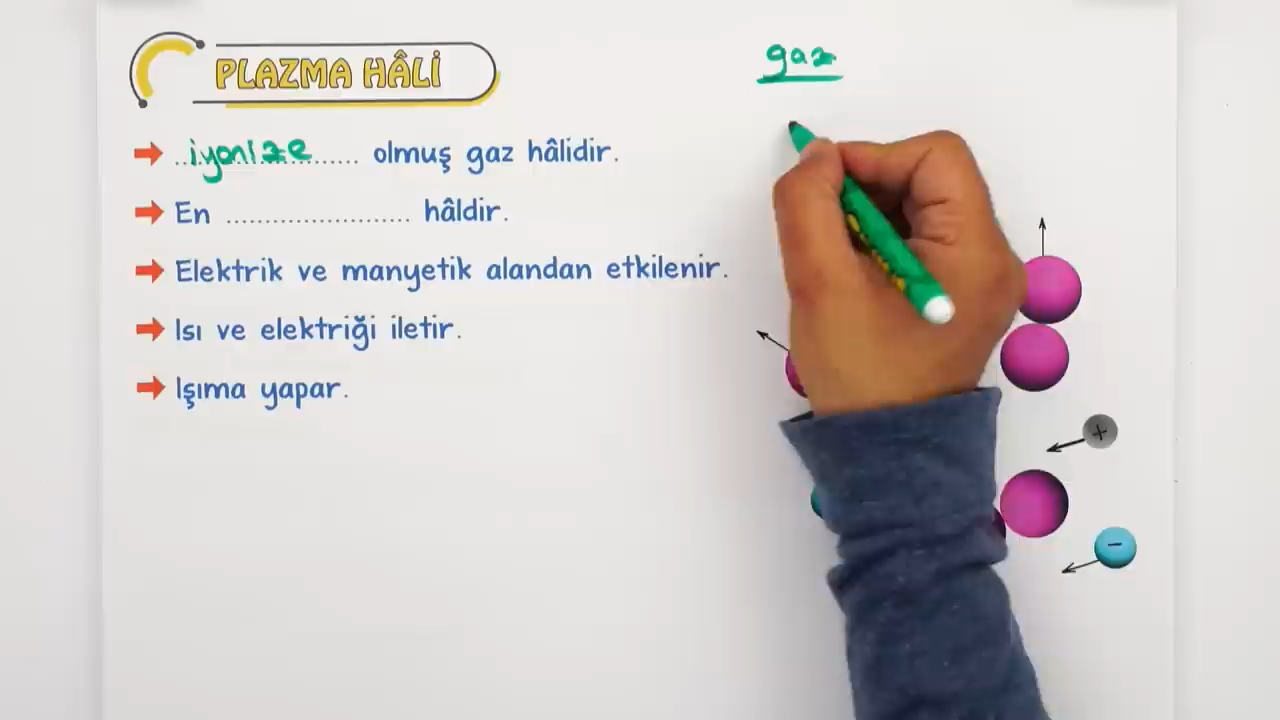 PLAZMA HÂLİ
gaz
➡ iyonize olmuş gaz hâlidir.
➡ En ...................... hâldir.
➡ Elektrik ve manyetik alandan etkilenir.
➡ Isı ve elektriği iletir.
➡ Işıma yapar.
+
−